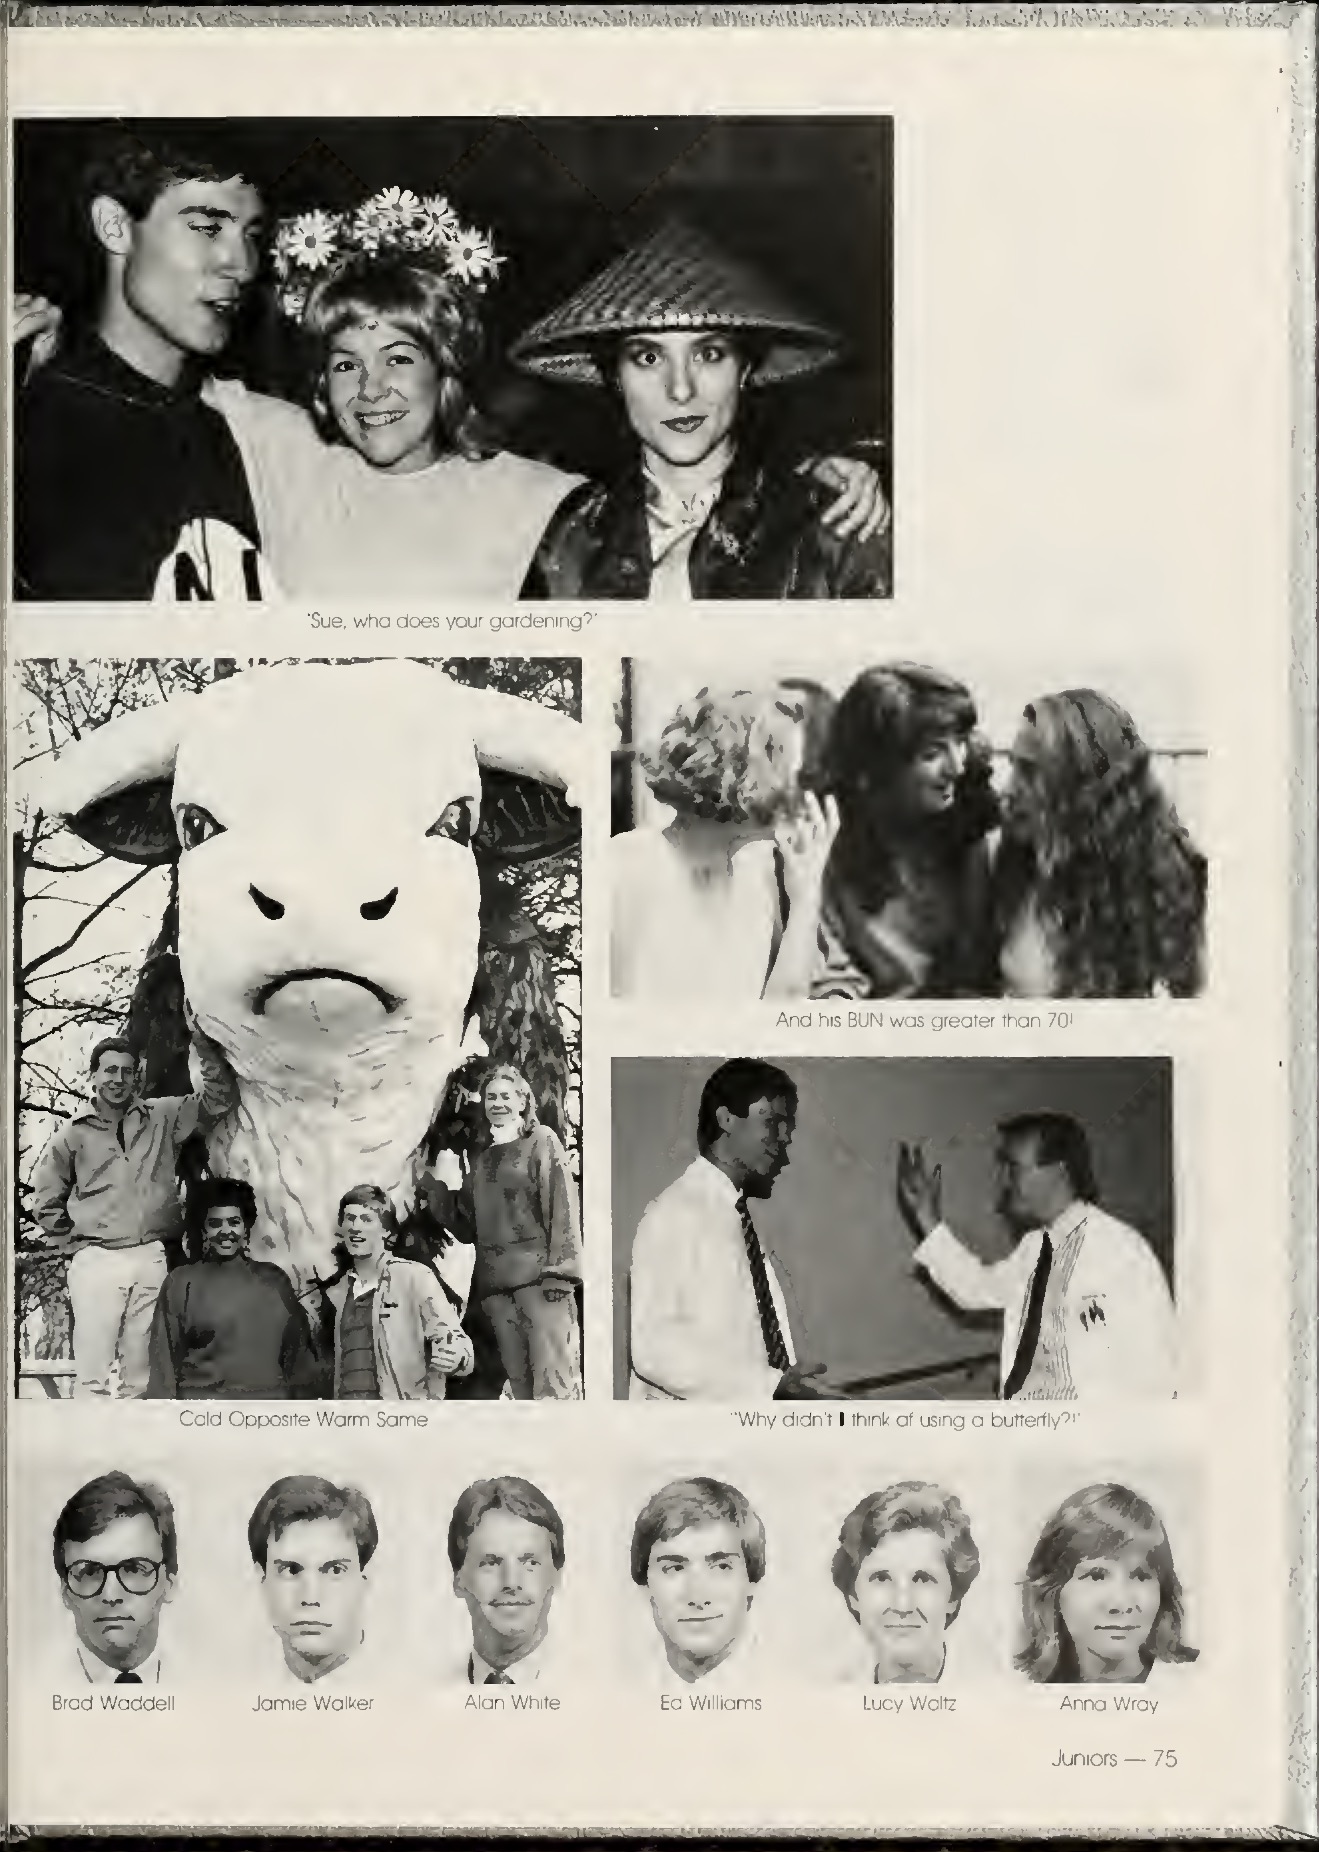 'Sue, who does your gardening?'
And his BUN was greater than 70!
Cold Opposite Warm Same
"Why didn't I think of using a butterfly?!"
Brad Waddell
Jamie Walker
Alan White
Ed Williams
Lucy Waltz
Anna Wray
Juniors — 75